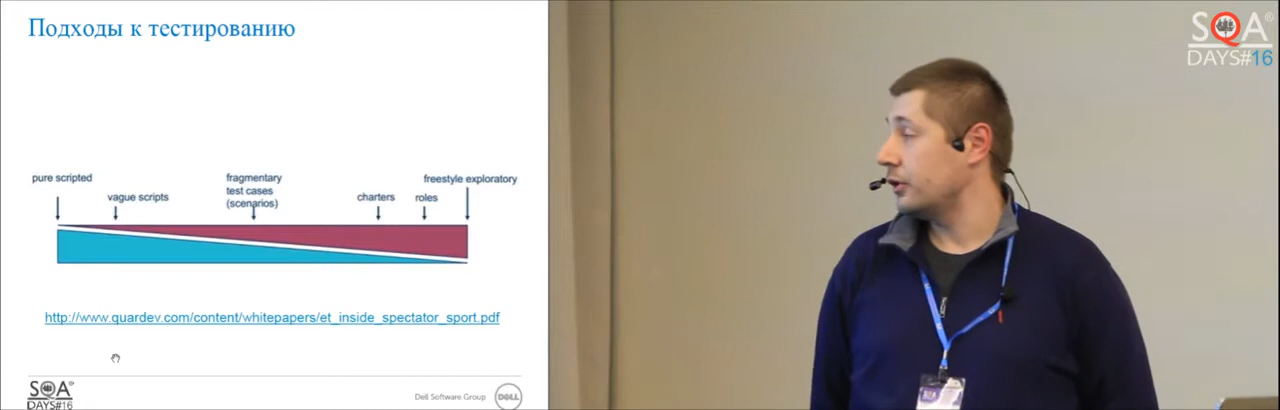 Подходы к тестированию
pure scripted
vague scripts
fragmentary
test cases
(scenarios)
charters
roles
freestyle exploratory
http://www.quardev.com/content/whitepapers/et_inside_spectator_sport.pdf
SQA®
DAYS#16
Dell Software Group
DELL
SQA®
DAYS#16
SQA